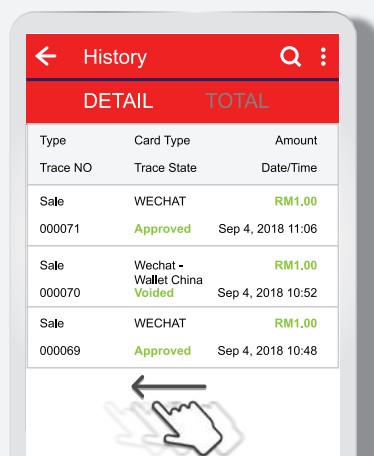 History
DETAIL TOTAL
Type Card Type Amount
Trace NO Trace State Date/Time
Sale WECHAT RM1.00
000071 Approved Sep 4, 2018 11:06
Sale Wechat - RM1.00
Wallet China
000070 Voided Sep 4, 2018 10:52
Sale WECHAT RM1.00
000069 Approved Sep 4, 2018 10:48